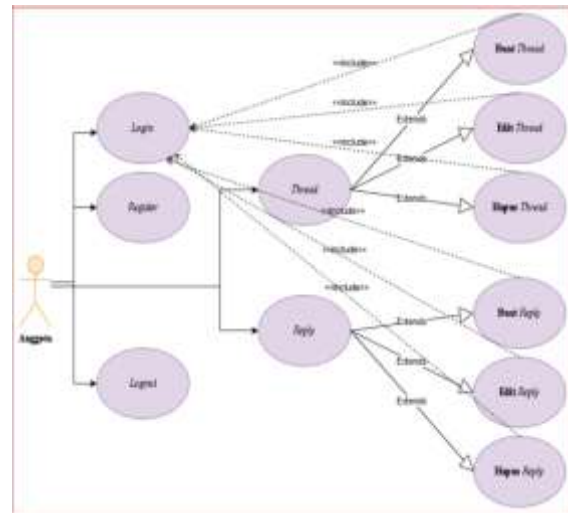 Buat Thread
<<include>>
Login
<<include>>
Extends
Edit Thread
<<include>>
Extends
Thread
Extends
Hapus Thread
Register
<<include>>
<<include>>
Anggota
Reply
Extends
Buat Reply
Extends
Edit Reply
Logout
Extends
Hapus Reply